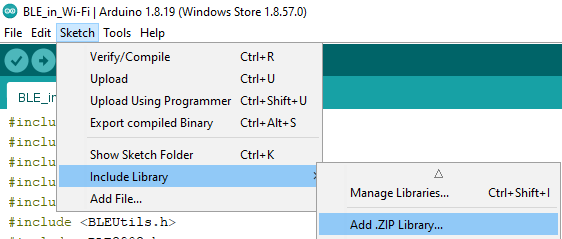 BLE_in_Wi-Fi | Arduino 1.8.19 (Windows Store 1.8.57.0)
File Edit Sketch Tools Help
Verify/Compile Ctrl+R
Upload Ctrl+U
BLE_in
Upload Using Programmer Ctrl+Shift+U
#inclu
Export compiled Binary Ctrl+Alt+S
#inclu
#inclu
Show Sketch Folder Ctrl+K
#inclu
Include Library
Manage Libraries... Ctrl+Shift+I
#inclu
Add File...
#include <BLEUtils.h>
Add .ZIP Library...